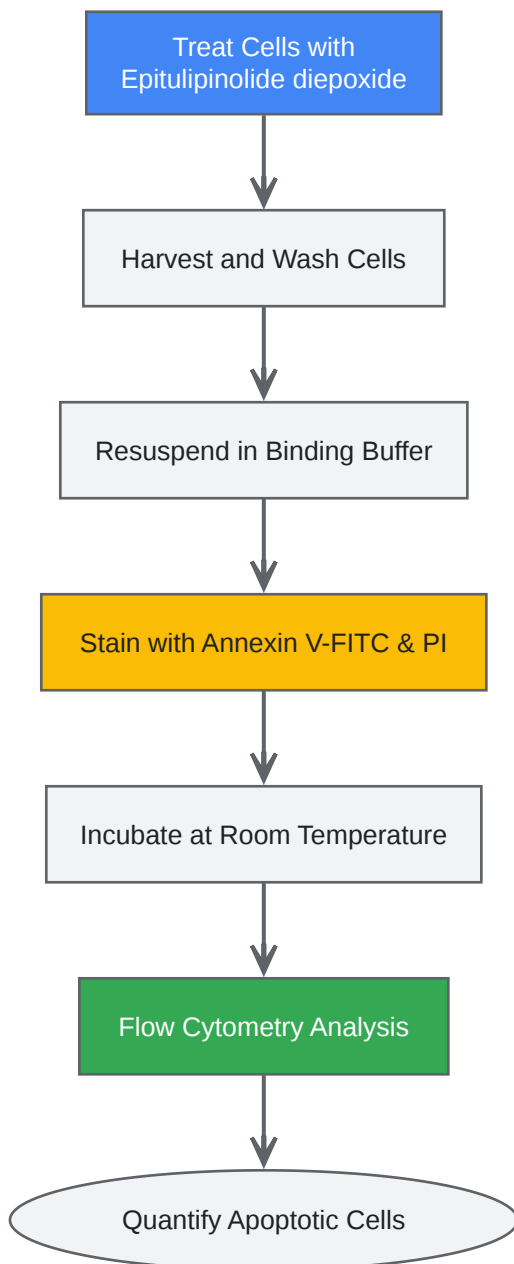 Treat Cells with
Epitulipinolide diepoxide
Harvest and Wash Cells
Resuspend in Binding Buffer
Stain with Annexin V-FITC & PI
Incubate at Room Temperature
Flow Cytometry Analysis
Quantify Apoptotic Cells